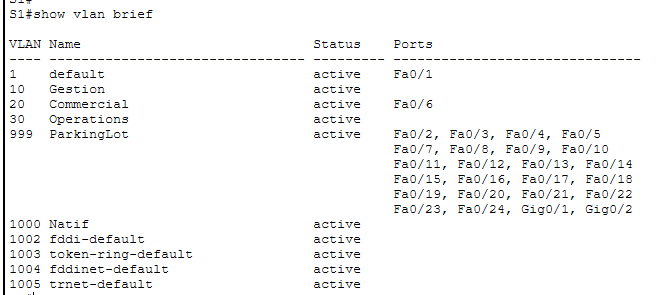 S1#show vlan brief
VLAN Name Status Ports
---- -------------------------------- --------- -------------------------------
1 default active Fa0/1
10 Gestion active
20 Commercial active Fa0/6
30 Operations active
999 ParkingLot active Fa0/2, Fa0/3, Fa0/4, Fa0/5
Fa0/7, Fa0/8, Fa0/9, Fa0/10
Fa0/11, Fa0/12, Fa0/13, Fa0/14
Fa0/15, Fa0/16, Fa0/17, Fa0/18
Fa0/19, Fa0/20, Fa0/21, Fa0/22
Fa0/23, Fa0/24, Gig0/1, Gig0/2
1000 Natif active
1002 fddi-default active
1003 token-ring-default active
1004 fddinet-default active
1005 trnet-default active